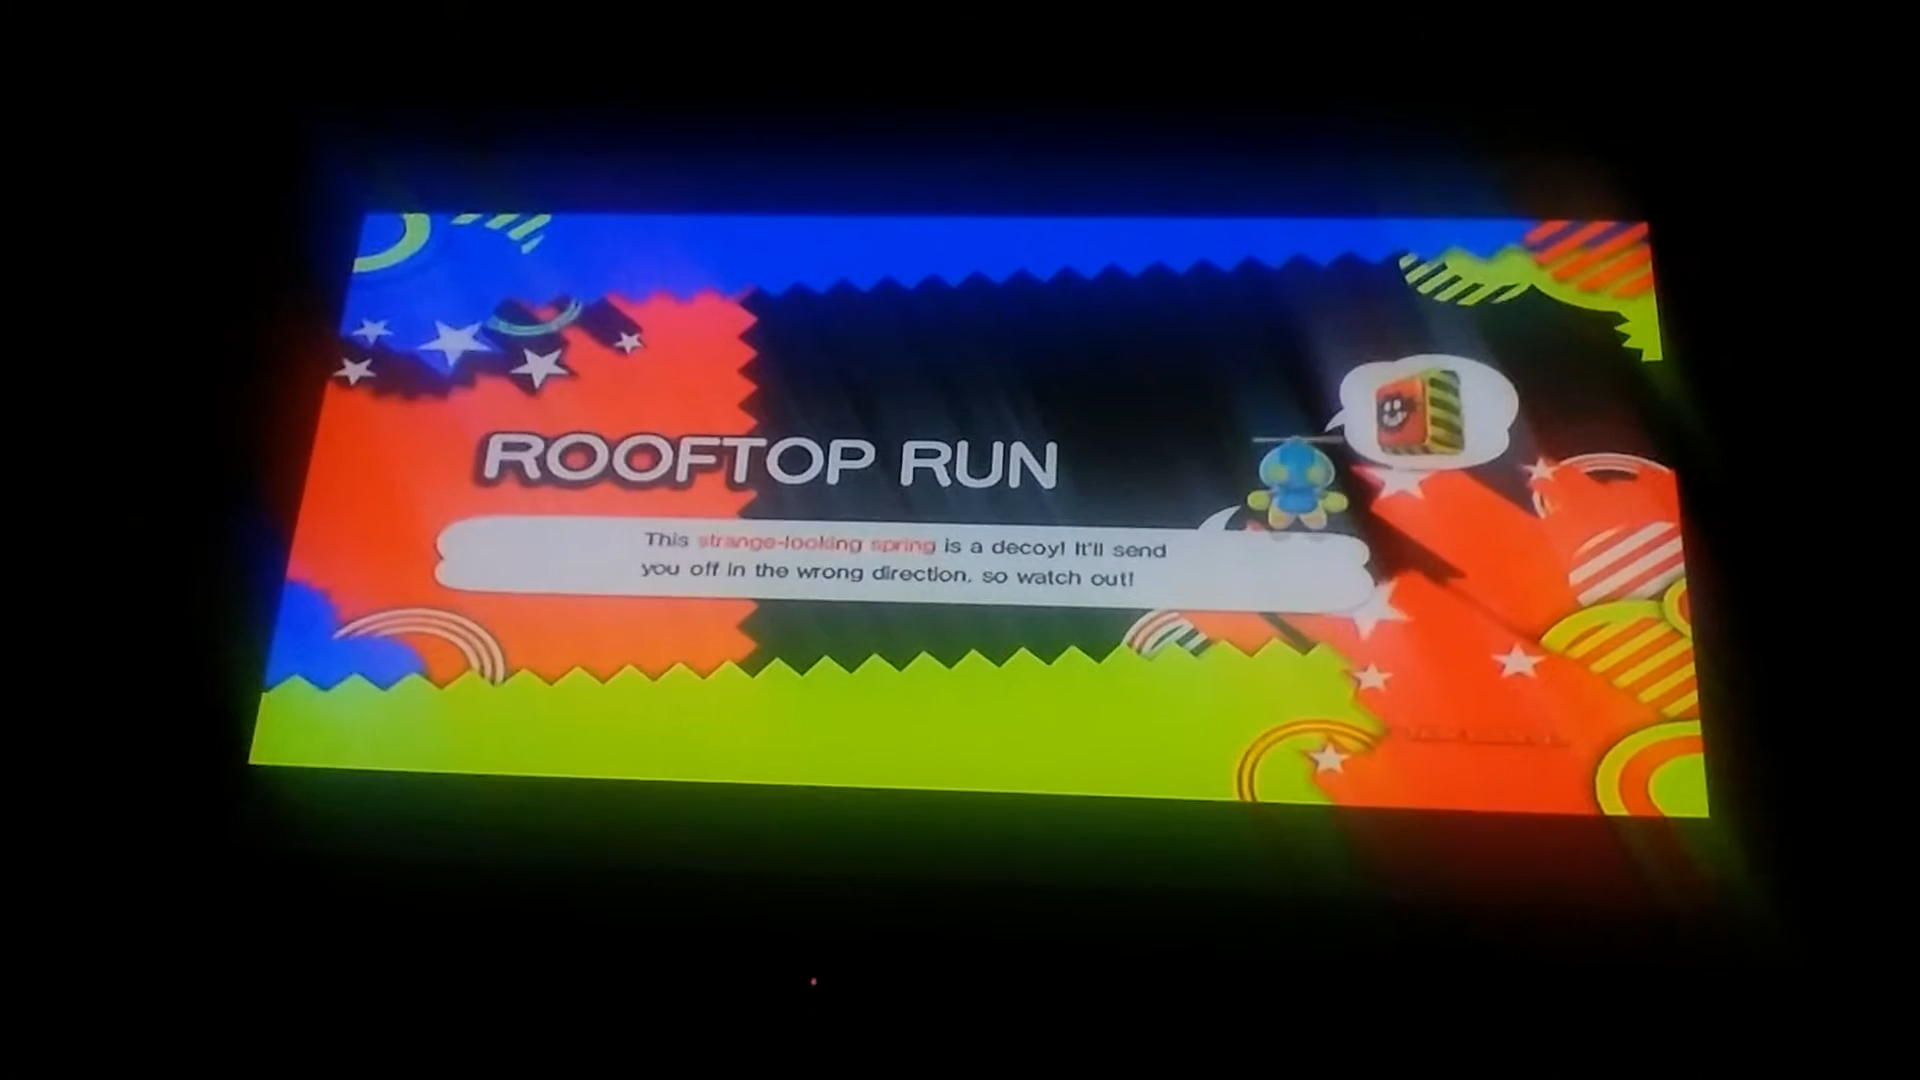 ROOFTOP RUN
This strange-looking spring is a decoy! It'll send
you off in the wrong direction, so watch out!